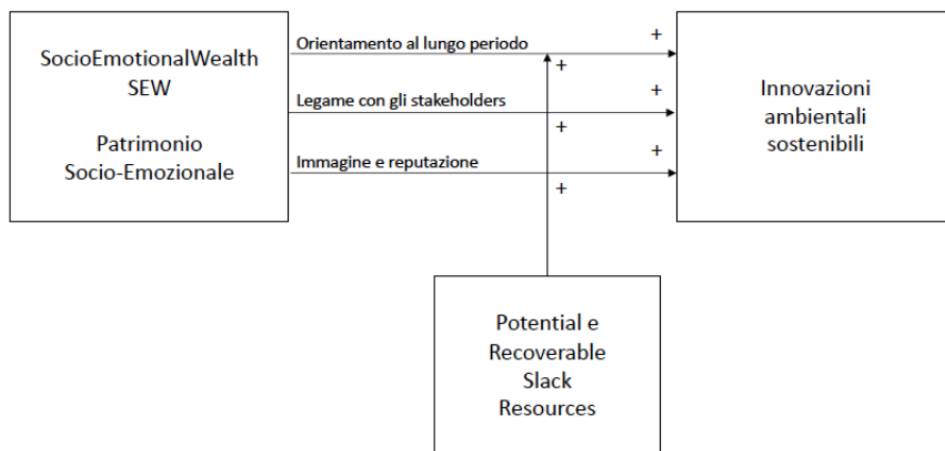 SocioEmotionalWealth
SEW
Patrimonio
Socio-Emozionale
Orientamento al lungo periodo
+
+
Legame con gli stakeholders
+
+
Immagine e reputazione
+
+
Innovazioni
ambientali
sostenibili
Potential e
Recoverable
Slack
Resources